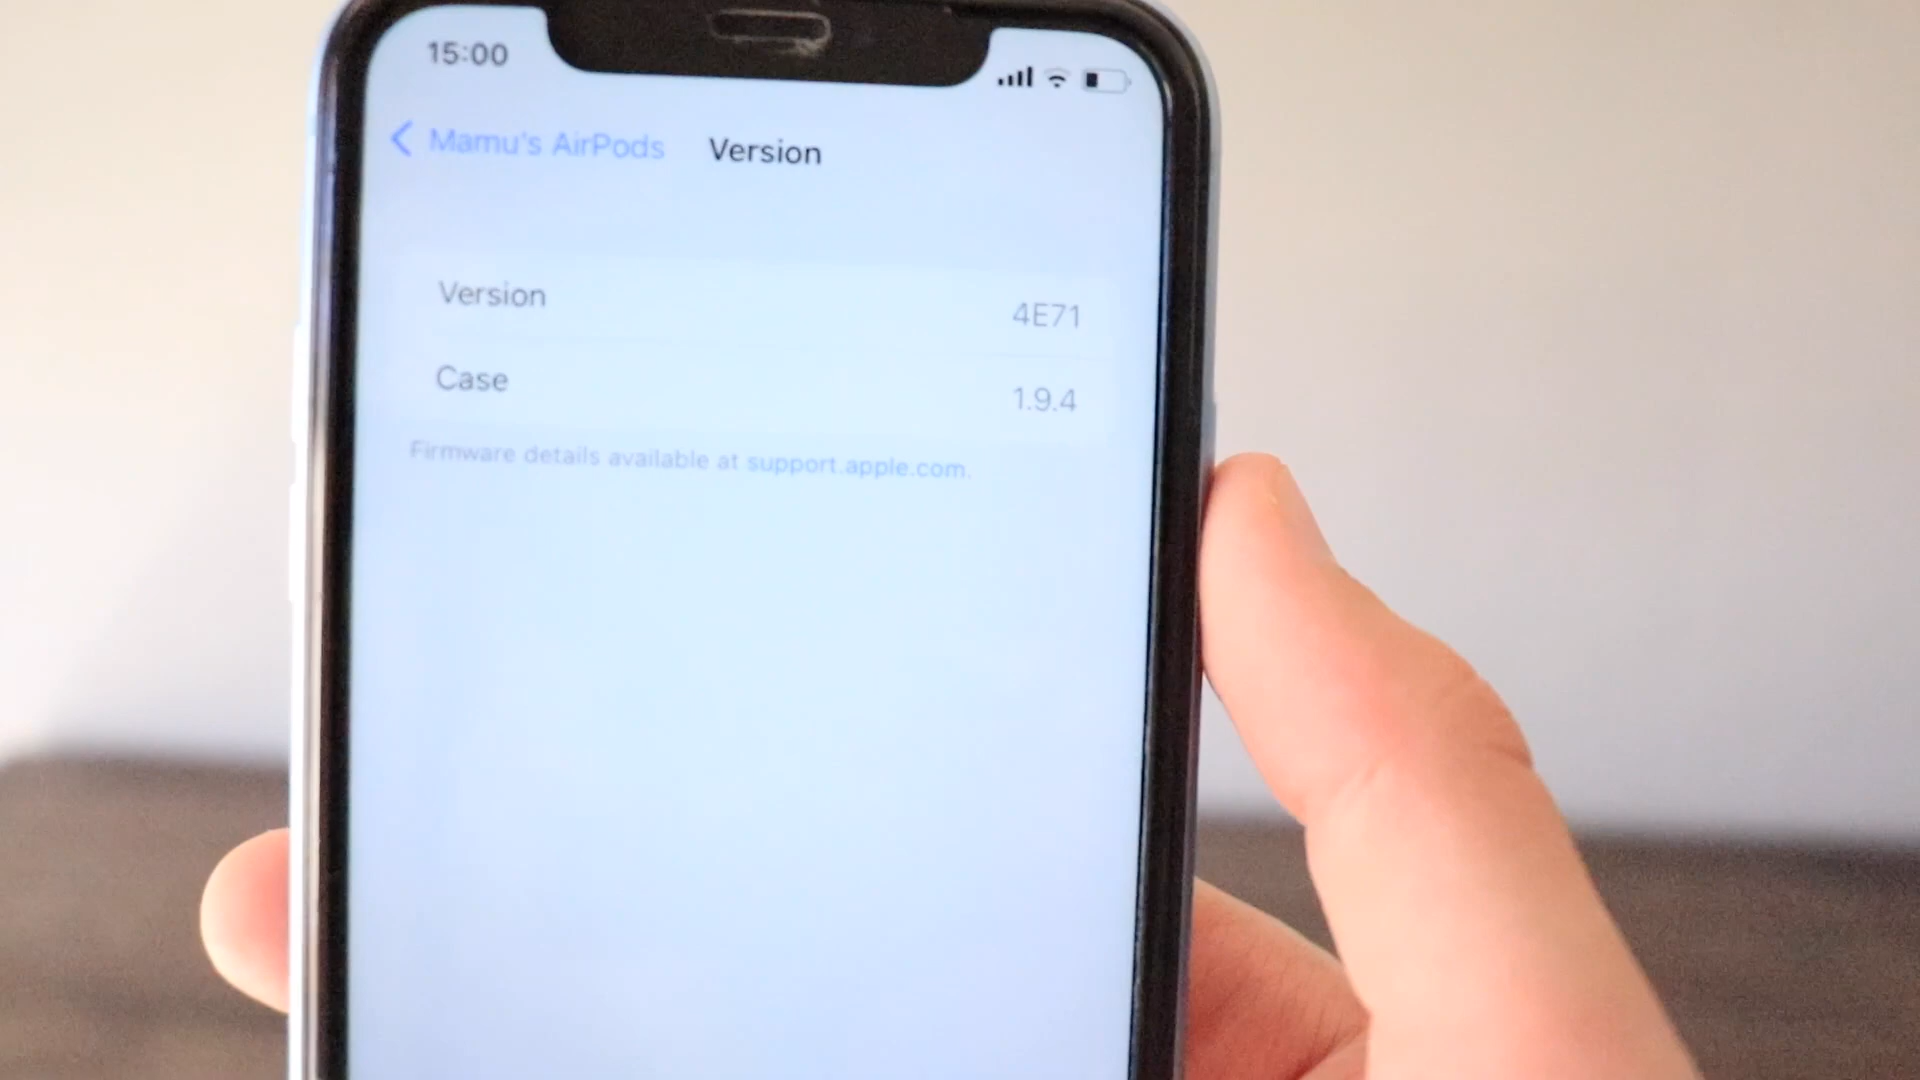 15:00
Mamu's AirPods Version
Version 4E71
Case 1.9.4
Firmware details available at support.apple.com.